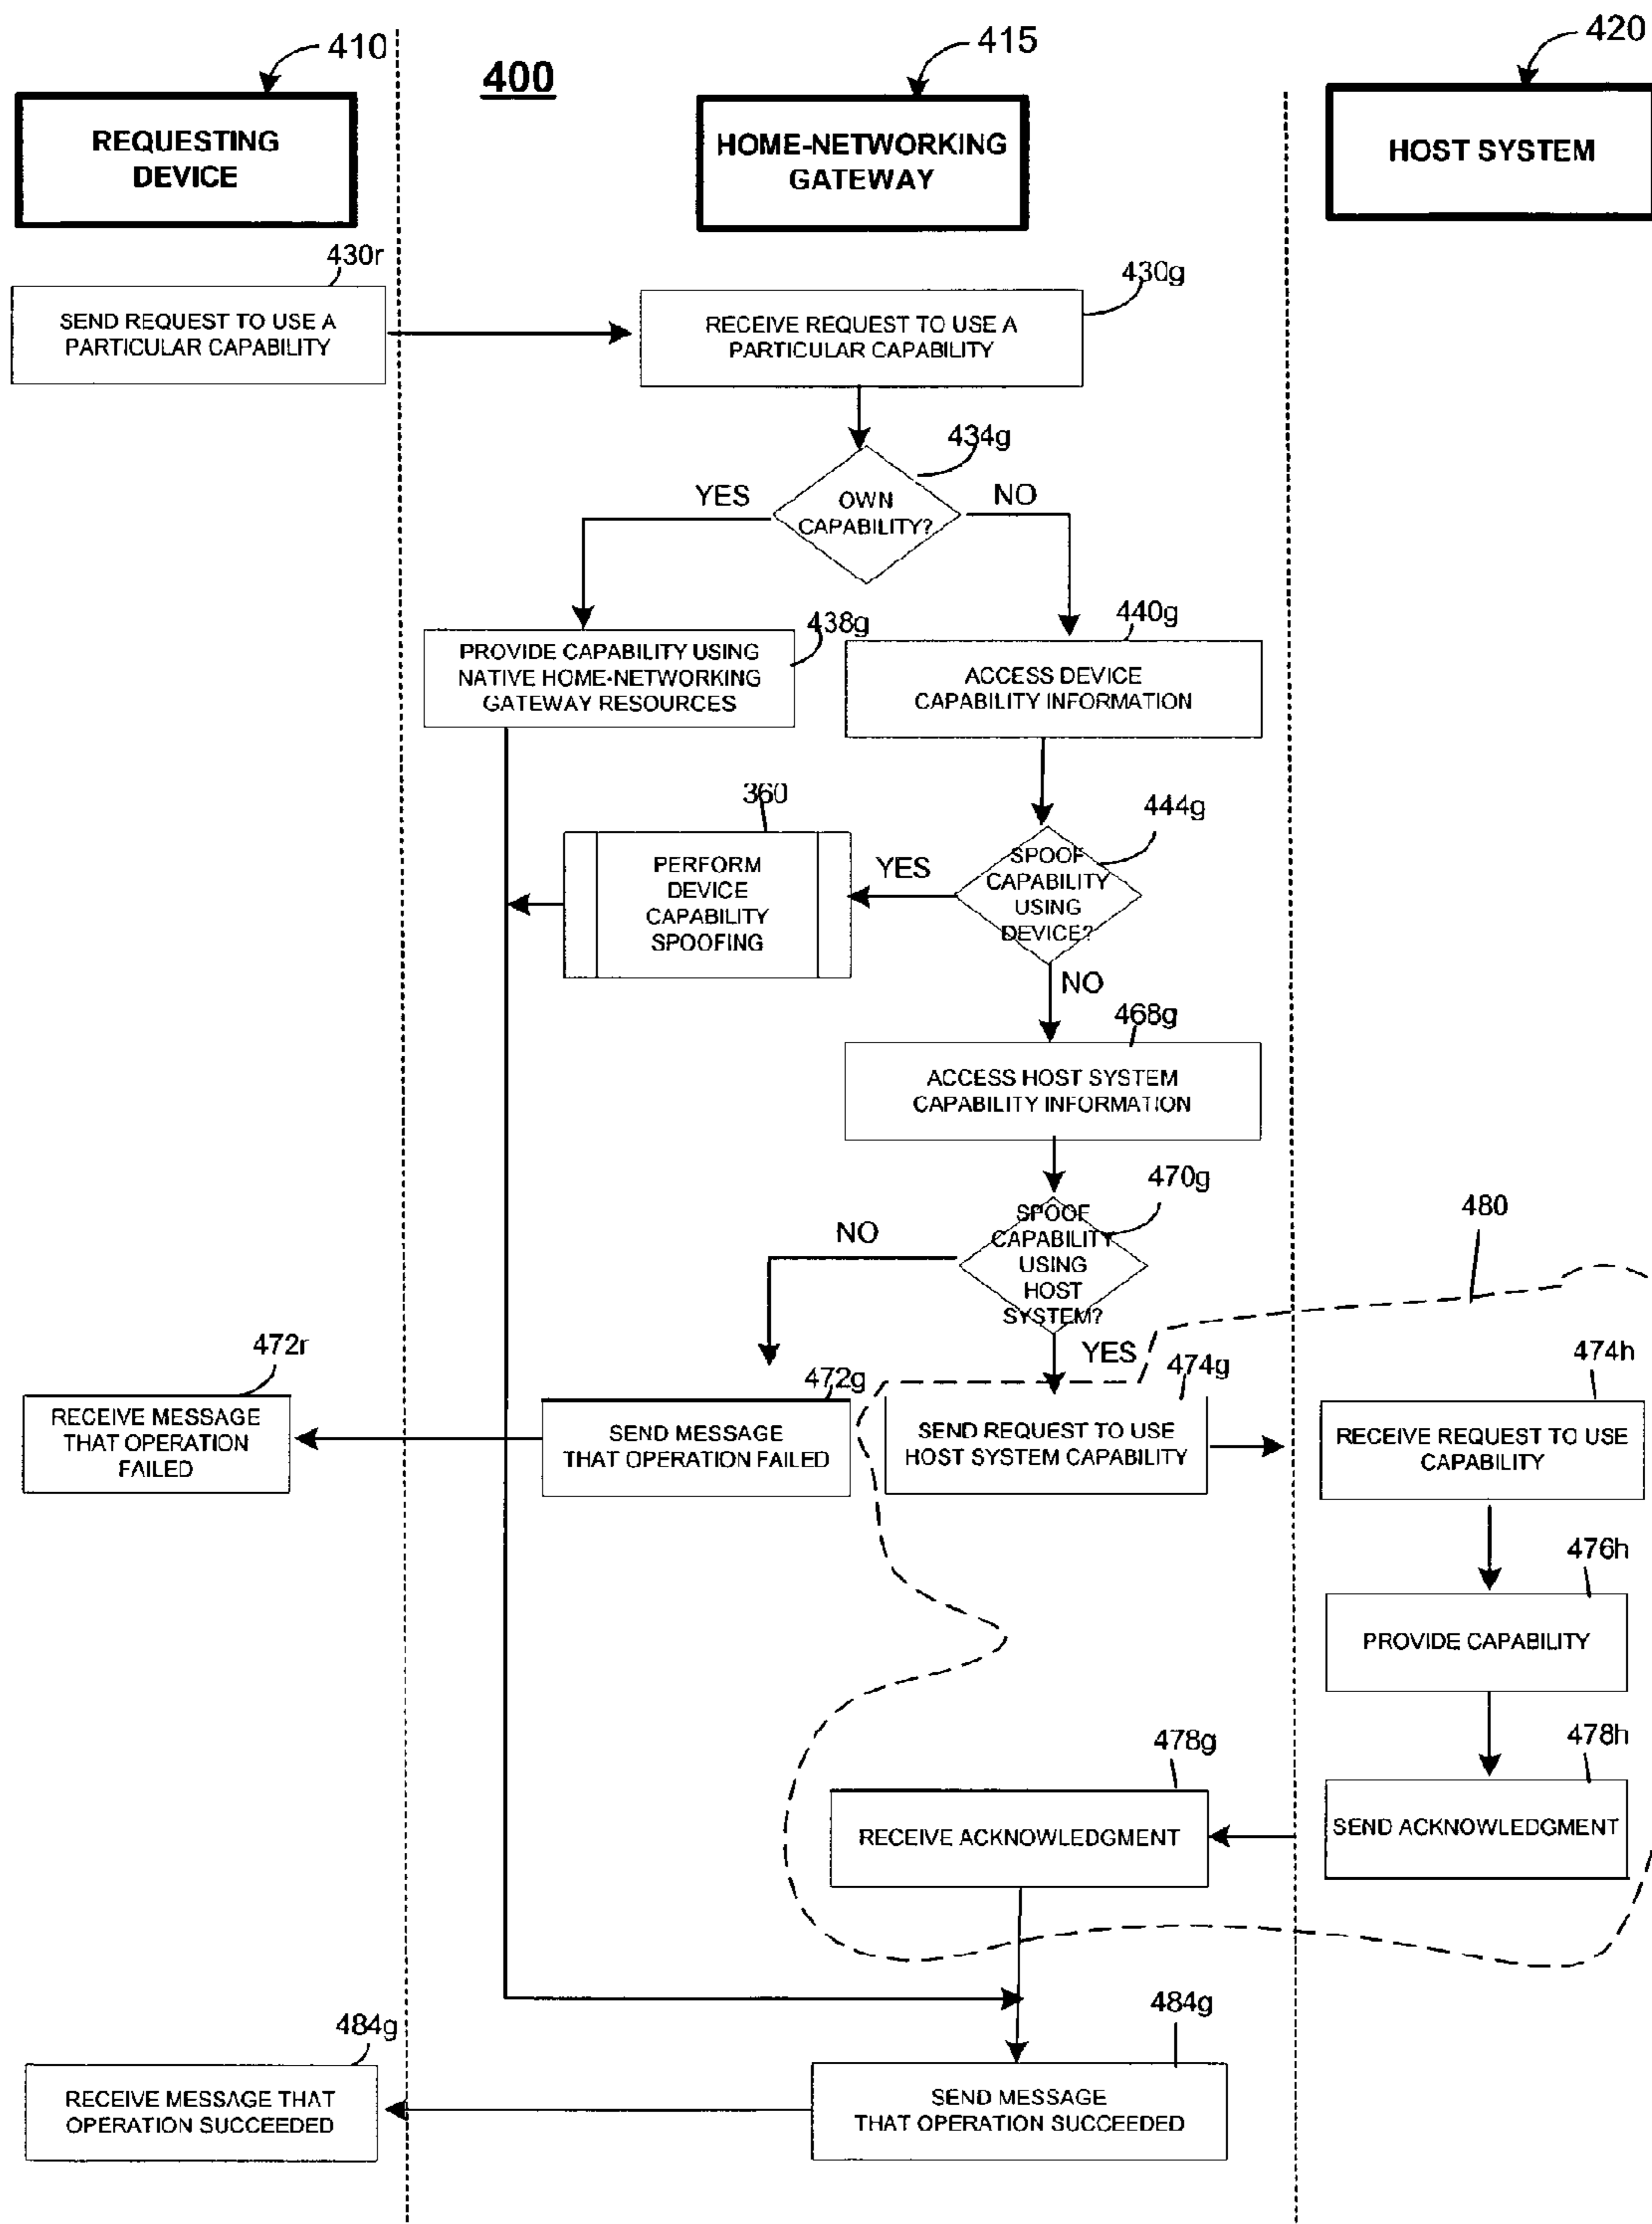 410
400
415
420
REQUESTING
DEVICE
HOME-NETWORKING
GATEWAY
HOST SYSTEM
430r
SEND REQUEST TO USE A
PARTICULAR CAPABILITY
430g
RECEIVE REQUEST TO USE A
PARTICULAR CAPABILITY
434g
YES
OWN
CAPABILITY?
NO
438g
PROVIDE CAPABILITY USING
NATIVE HOME-NETWORKING
GATEWAY RESOURCES
440g
ACCESS DEVICE
CAPABILITY INFORMATION
360
PERFORM
DEVICE
CAPABILITY
SPOOFING
YES
444g
SPOOF
CAPABILITY
USING
DEVICE?
NO
468g
ACCESS HOST SYSTEM
CAPABILITY INFORMATION
470g
NO
SPOOF
CAPABILITY
USING
HOST
SYSTEM?
YES
480
472r
RECEIVE MESSAGE
THAT OPERATION
FAILED
472g
SEND MESSAGE
THAT OPERATION FAILED
474g
SEND REQUEST TO USE
HOST SYSTEM CAPABILITY
474h
RECEIVE REQUEST TO USE
CAPABILITY
476h
PROVIDE CAPABILITY
478g
RECEIVE ACKNOWLEDGMENT
478h
SEND ACKNOWLEDGMENT
484g
RECEIVE MESSAGE THAT
OPERATION SUCCEEDED
484g
SEND MESSAGE
THAT OPERATION SUCCEEDED